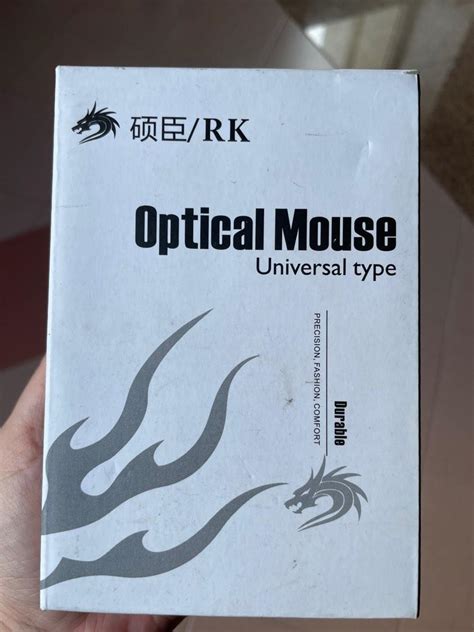 硕臣/RK
Optical Mouse
Universal type
PRECISION, FASHION, COMFORT
Durable